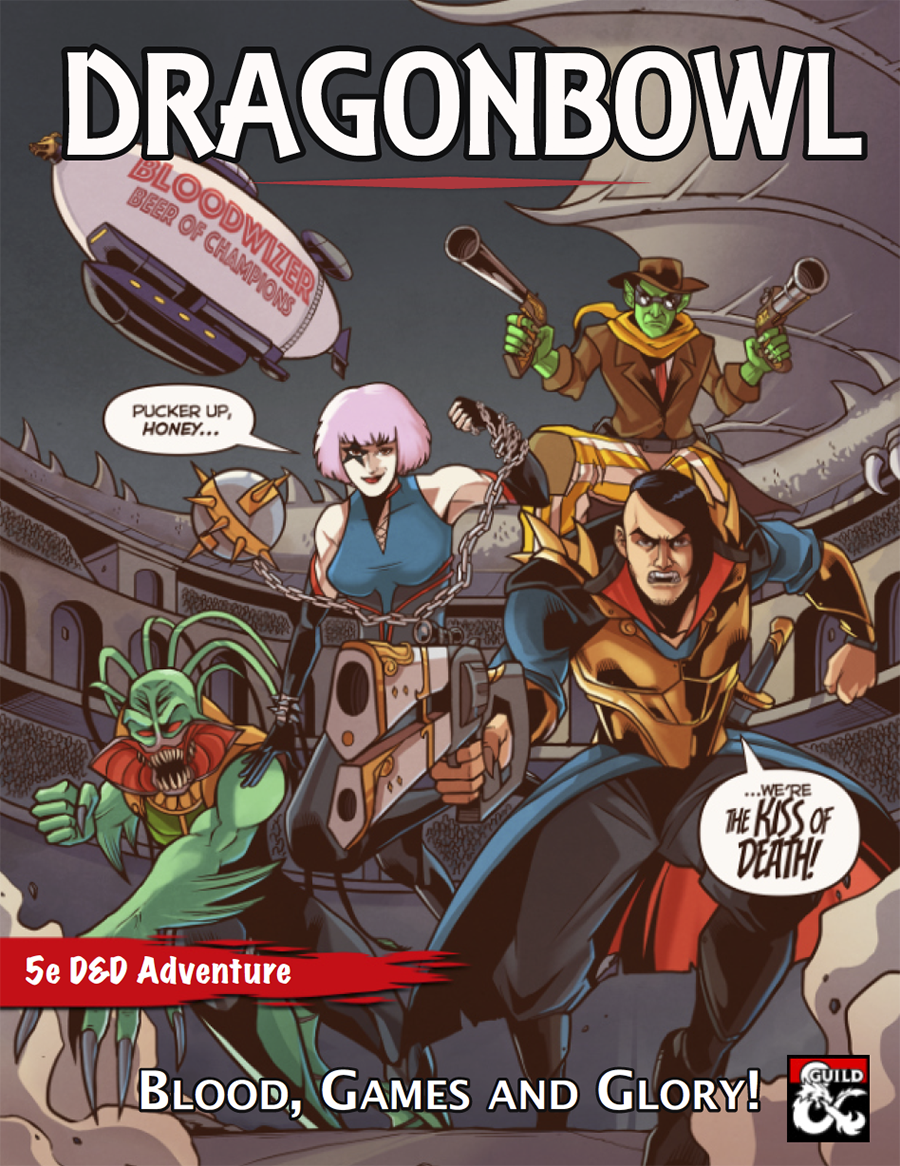 DRAGONBOWL
BLOODWIZER
BEER OF CHAMPIONS
PUCKER UP,
HONEY...
...WE'RE
THE KISS OF
DEATH!
5e D&D Adventure
BLOOD, GAMES AND GLORY!
GUILD